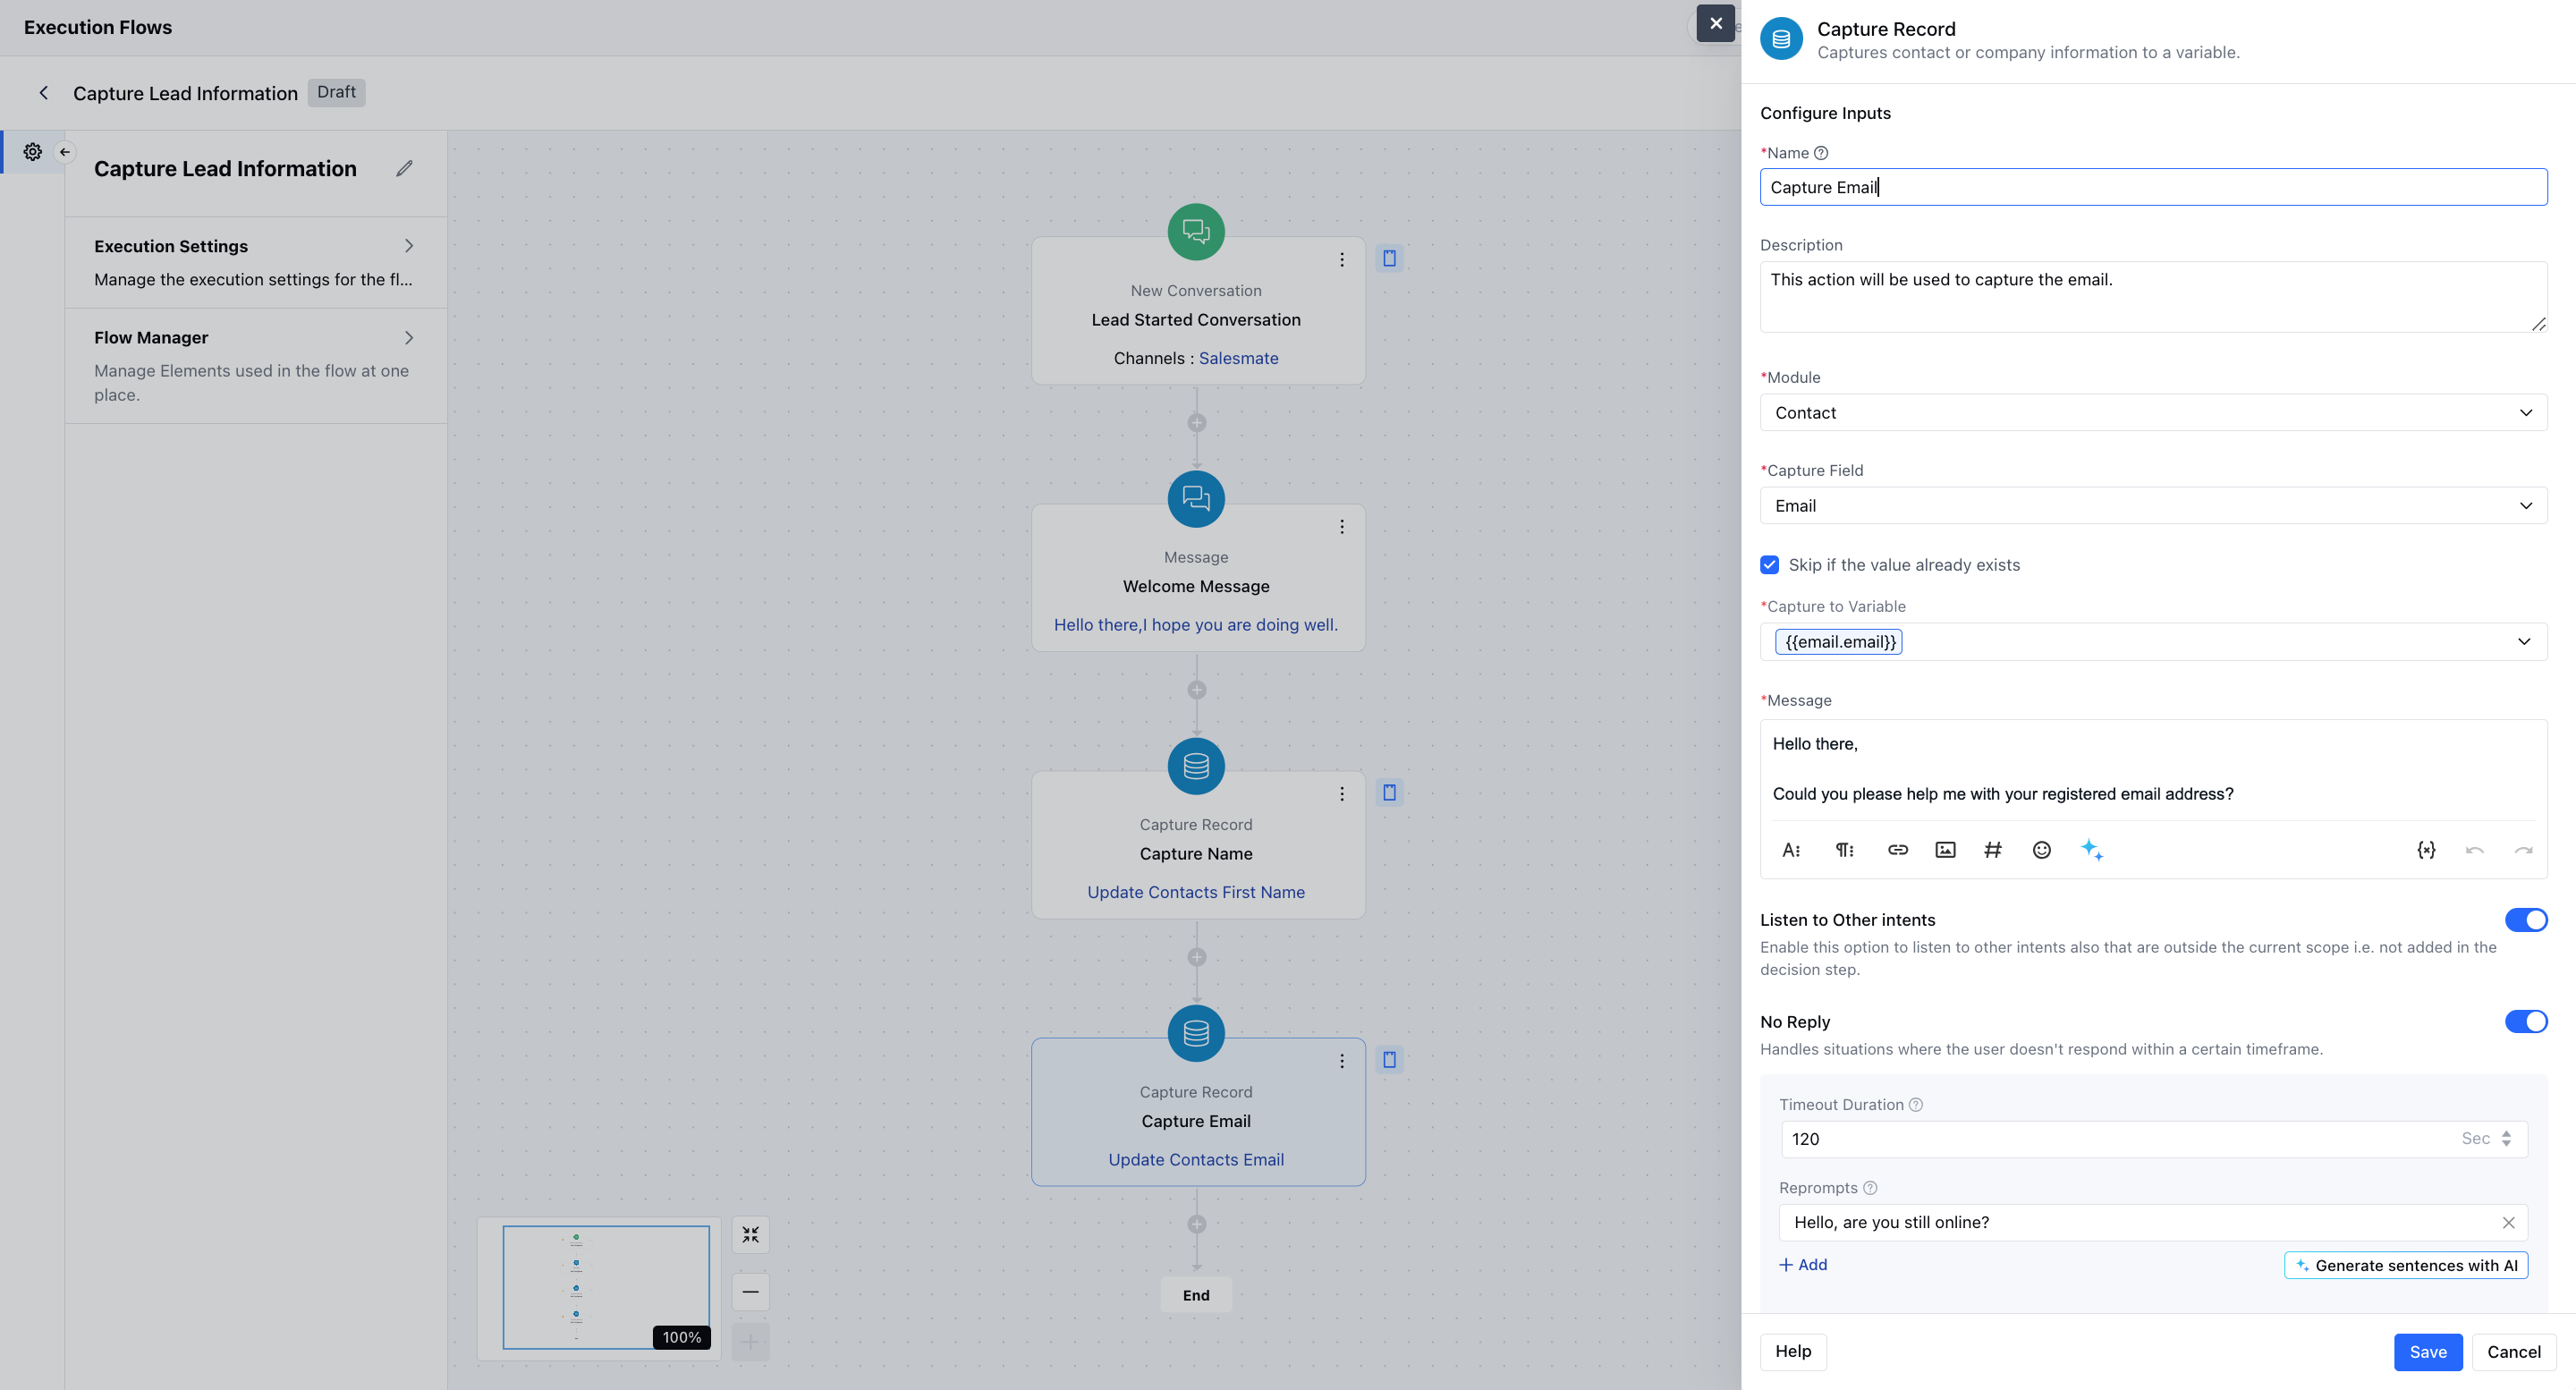 Execution Flows
Capture Lead Information
Draft
Capture Lead Information
Execution Settings
Manage the execution settings for the fl...
Flow Manager
Manage Elements used in the flow at one
place.
New Conversation
Lead Started Conversation
Channels : Salesmate
Message
Welcome Message
Hello there,I hope you are doing well.
Capture Record
Capture Name
Update Contacts First Name
Capture Record
Capture Email
Update Contacts Email
End
100%
Capture Record
Captures contact or company information to a variable.
Configure Inputs
*Name
Capture Email
Description
This action will be used to capture the email.
*Module
Contact
*Capture Field
Email
Skip if the value already exists
*Capture to Variable
{{email.email}}
*Message
Hello there,
Could you please help me with your registered email address?
Listen to Other intents
Enable this option to listen to other intents also that are outside the current scope i.e. not added in the
decision step.
No Reply
Handles situations where the user doesn't respond within a certain timeframe.
Timeout Duration
120
Sec
Reprompts
Hello, are you still online?
+ Add
Generate sentences with AI
Help
Save
Cancel